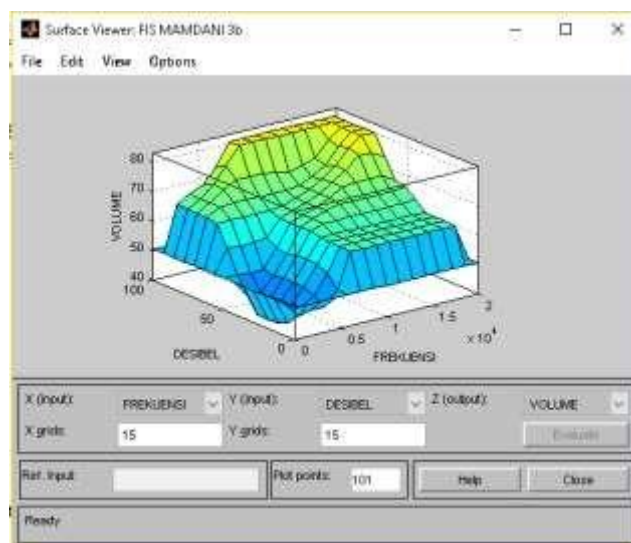 Surface Viewer: FIS MAMDANI 3b
File Edit View Options
80
70
60
50
40
VOLUME
100
50
0
DESIBEL
0
0.5
1
1.5
2
× 10⁴
FREKUENSI
X (input): FREKUENSI Y (input): DESIBEL Z (output): VOLUME
X grids: 15 Y grids: 15 Evaluate
Ref. Input: Plot points: 101 Help Close
Ready